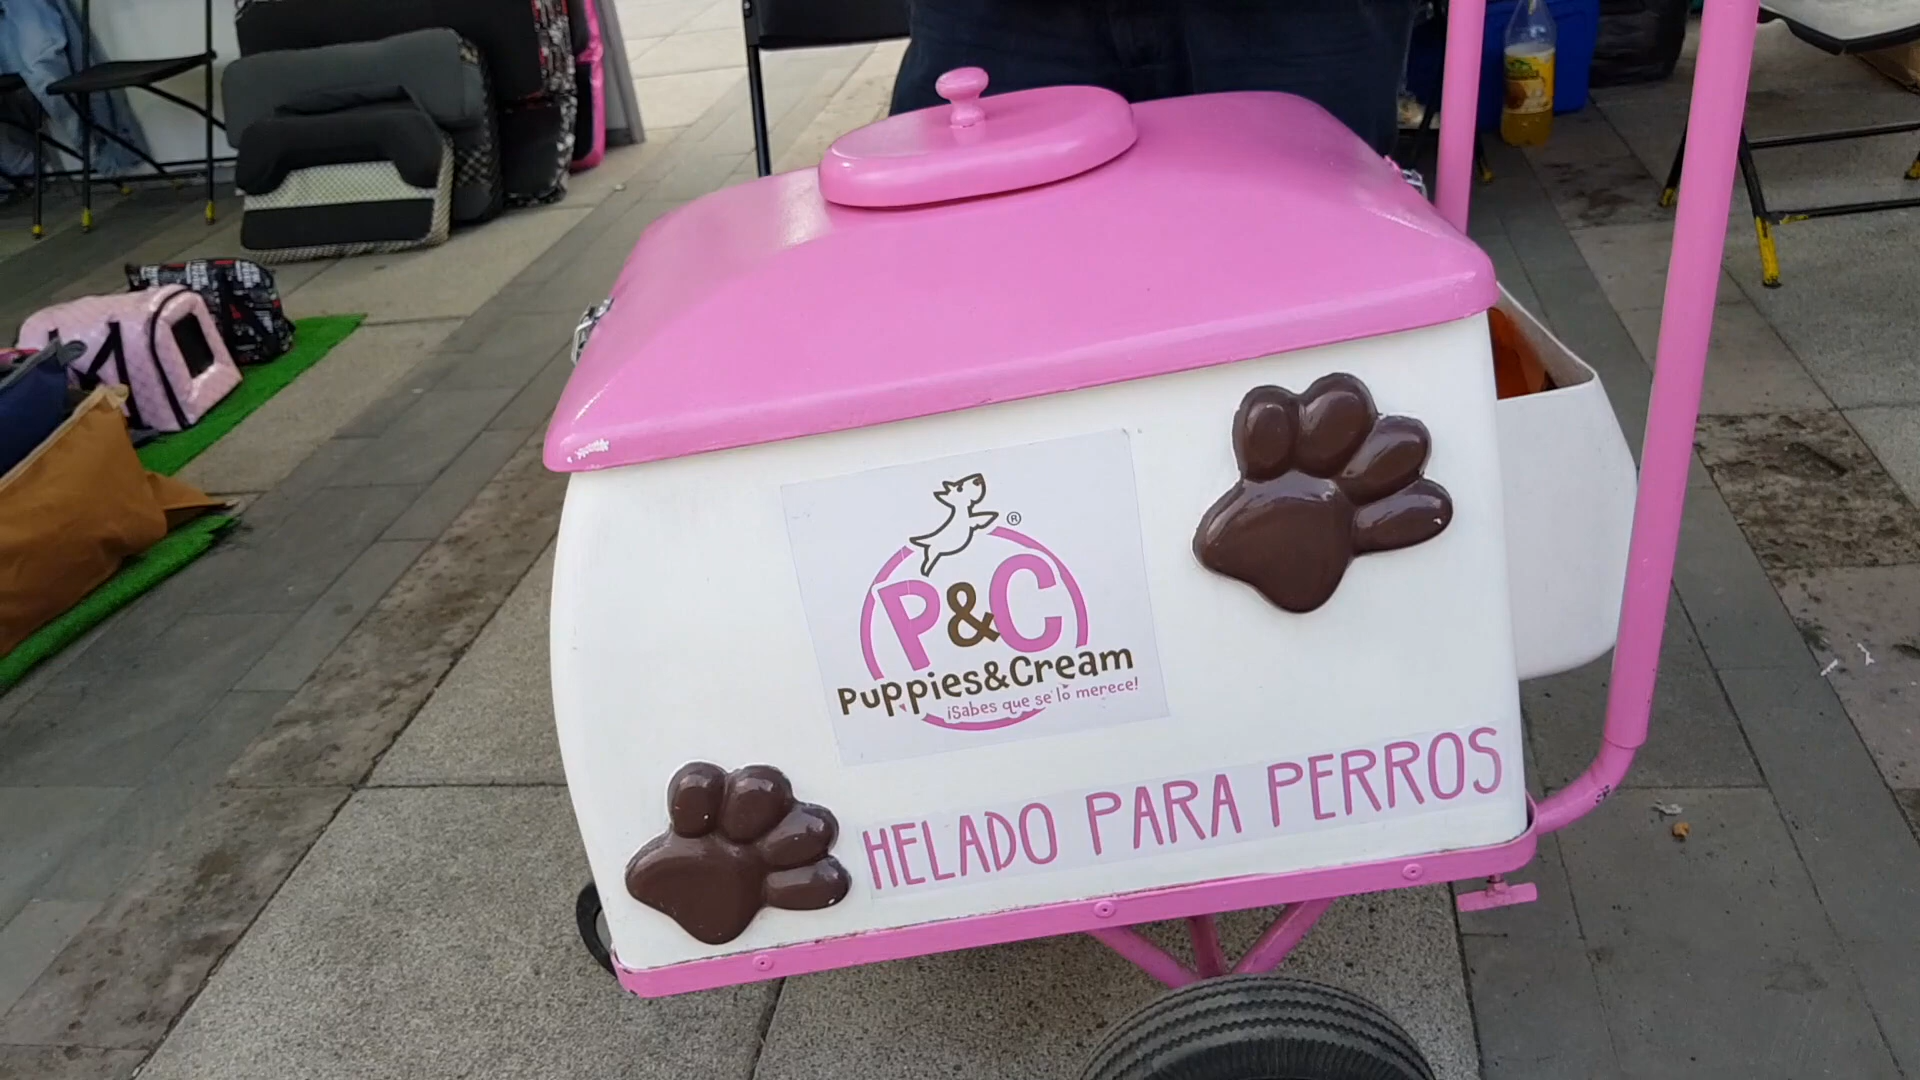 ®
P&C
Puppies&Cream
¡Sabes que se lo merece!
HELADO PARA PERROS